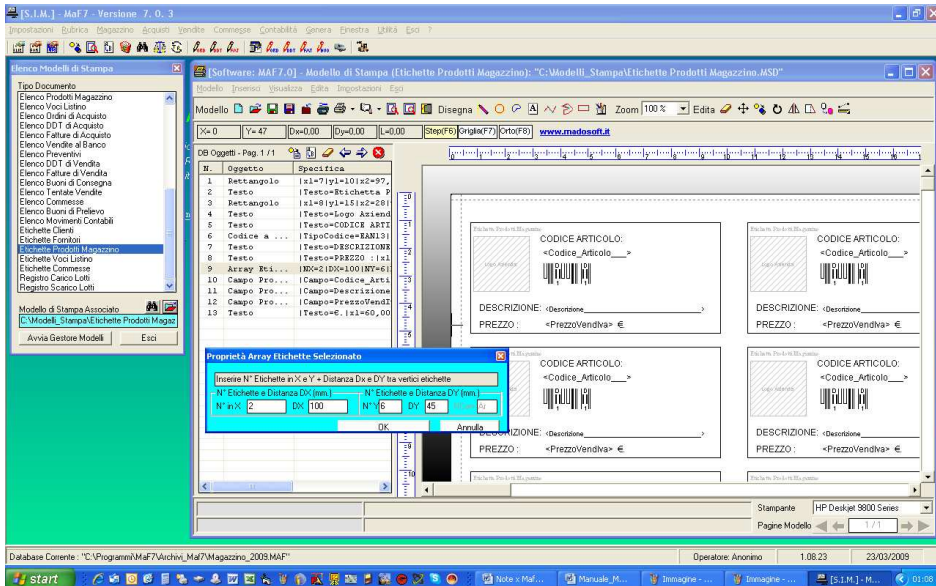 [S.I.M.] - MaF7 - Versione 7. 0. 3
Impostazioni Rubrica Magazzino Acquisti Vendite Commesse Contabilità Genera Finestra Utilità Esci ?
Elenco Modelli di Stampa
Tipo Documento
Elenco Prodotti Magazzino
Elenco Voci Listino
Elenco Ordini di Acquisto
Elenco DDT di Acquisto
Elenco Fatture di Acquisto
Elenco Vendite al Banco
Elenco Preventivi
Elenco DDT di Vendita
Elenco Fatture di Vendita
Elenco Buoni di Consegna
Elenco Tentate Vendite
Elenco Commesse
Elenco Buoni di Prelievo
Elenco Movimenti Contabili
Etichette Clienti
Etichette Fornitori
Etichette Prodotti Magazzino
Etichette Voci Listino
Etichette Commesse
Registro Carico Lotti
Registro Scarico Lotti
Modello di Stampa Associato
C:\Modelli_Stampa\Etichette Prodotti Magaz
Avvia Gestore Modelli Esci
[Software: MAF7.0] - Modello di Stampa (Etichette Prodotti Magazzino): "C:\Modelli_Stampa\Etichette Prodotti Magazzino.MSD"
Modello Inserisci Visualizza Edita Impostazioni Esci
Modello Disegna Zoom 100 % Edita
X= 0 Y= 47 Dx=0,00 Dy=0,00 L=0,00 Step(F6) Griglia(F7) Orto(F8) www.madosoft.it
DB Oggetti - Pag. 1 / 1
N. Oggetto Specifica
1 Rettangolo |x1=7|y1=10|x2=97,
2 Testo |Testo=Etichetta P
3 Rettangolo |x1=8|y1=15|x2=28|
4 Testo |Testo=Logo Aziend
5 Testo |Testo=CODICE ARTI
6 Codice a ... |TipoCodice=EAN13|
7 Testo |Testo=DESCRIZIONE
8 Testo |Testo=PREZZO :|x1
9 Array Eti... |NX=2|DX=100|NY=6|
10 Campo Pro... |Campo=Codice_Arti
11 Campo Pro... |Campo=Descrizione
12 Campo Pro... |Campo=PrezzoVendI
13 Testo |Testo=€.|x1=60,00
CODICE ARTICOLO:
<Codice_Articolo___>
DESCRIZIONE: <Descrizione >
PREZZO : <PrezzoVendIva> €
CODICE ARTICOLO:
<Codice_Articolo___>
DESCRIZIONE: <Descrizione
PREZZO : <PrezzoVendIva> €
Proprietà Array Etichette Selezionato
Inserire N° Etichette in X e Y + Distanza Dx e DY tra vertici etichette
N° Etichette e Distanza DX (mm.) N° Etichette e Distanza DY (mm.)
N° in X 2 DX 100 N° Y 6 DY 45
OK Annulla
CODICE ARTICOLO:
<Codice_Articolo___>
DESCRIZIONE: <Descrizione >
PREZZO : <PrezzoVendIva> €
CODICE ARTICOLO:
<Codice_Articolo___>
DESCRIZIONE: <Descrizione
PREZZO : <PrezzoVendIva> €
Stampante HP Deskjet 9800 Series
Pagine Modello 1 / 1
Database Corrente : "C:\Programmi\MaF7\Archivi_Maf7\Magazzino_2009.MAF" Operatore: Anonimo 1.08.23 23/03/2009
start Note x Maf... Manuale_M... Immagine - ... Immagine - ... [S.I.M.] - M... 01:08